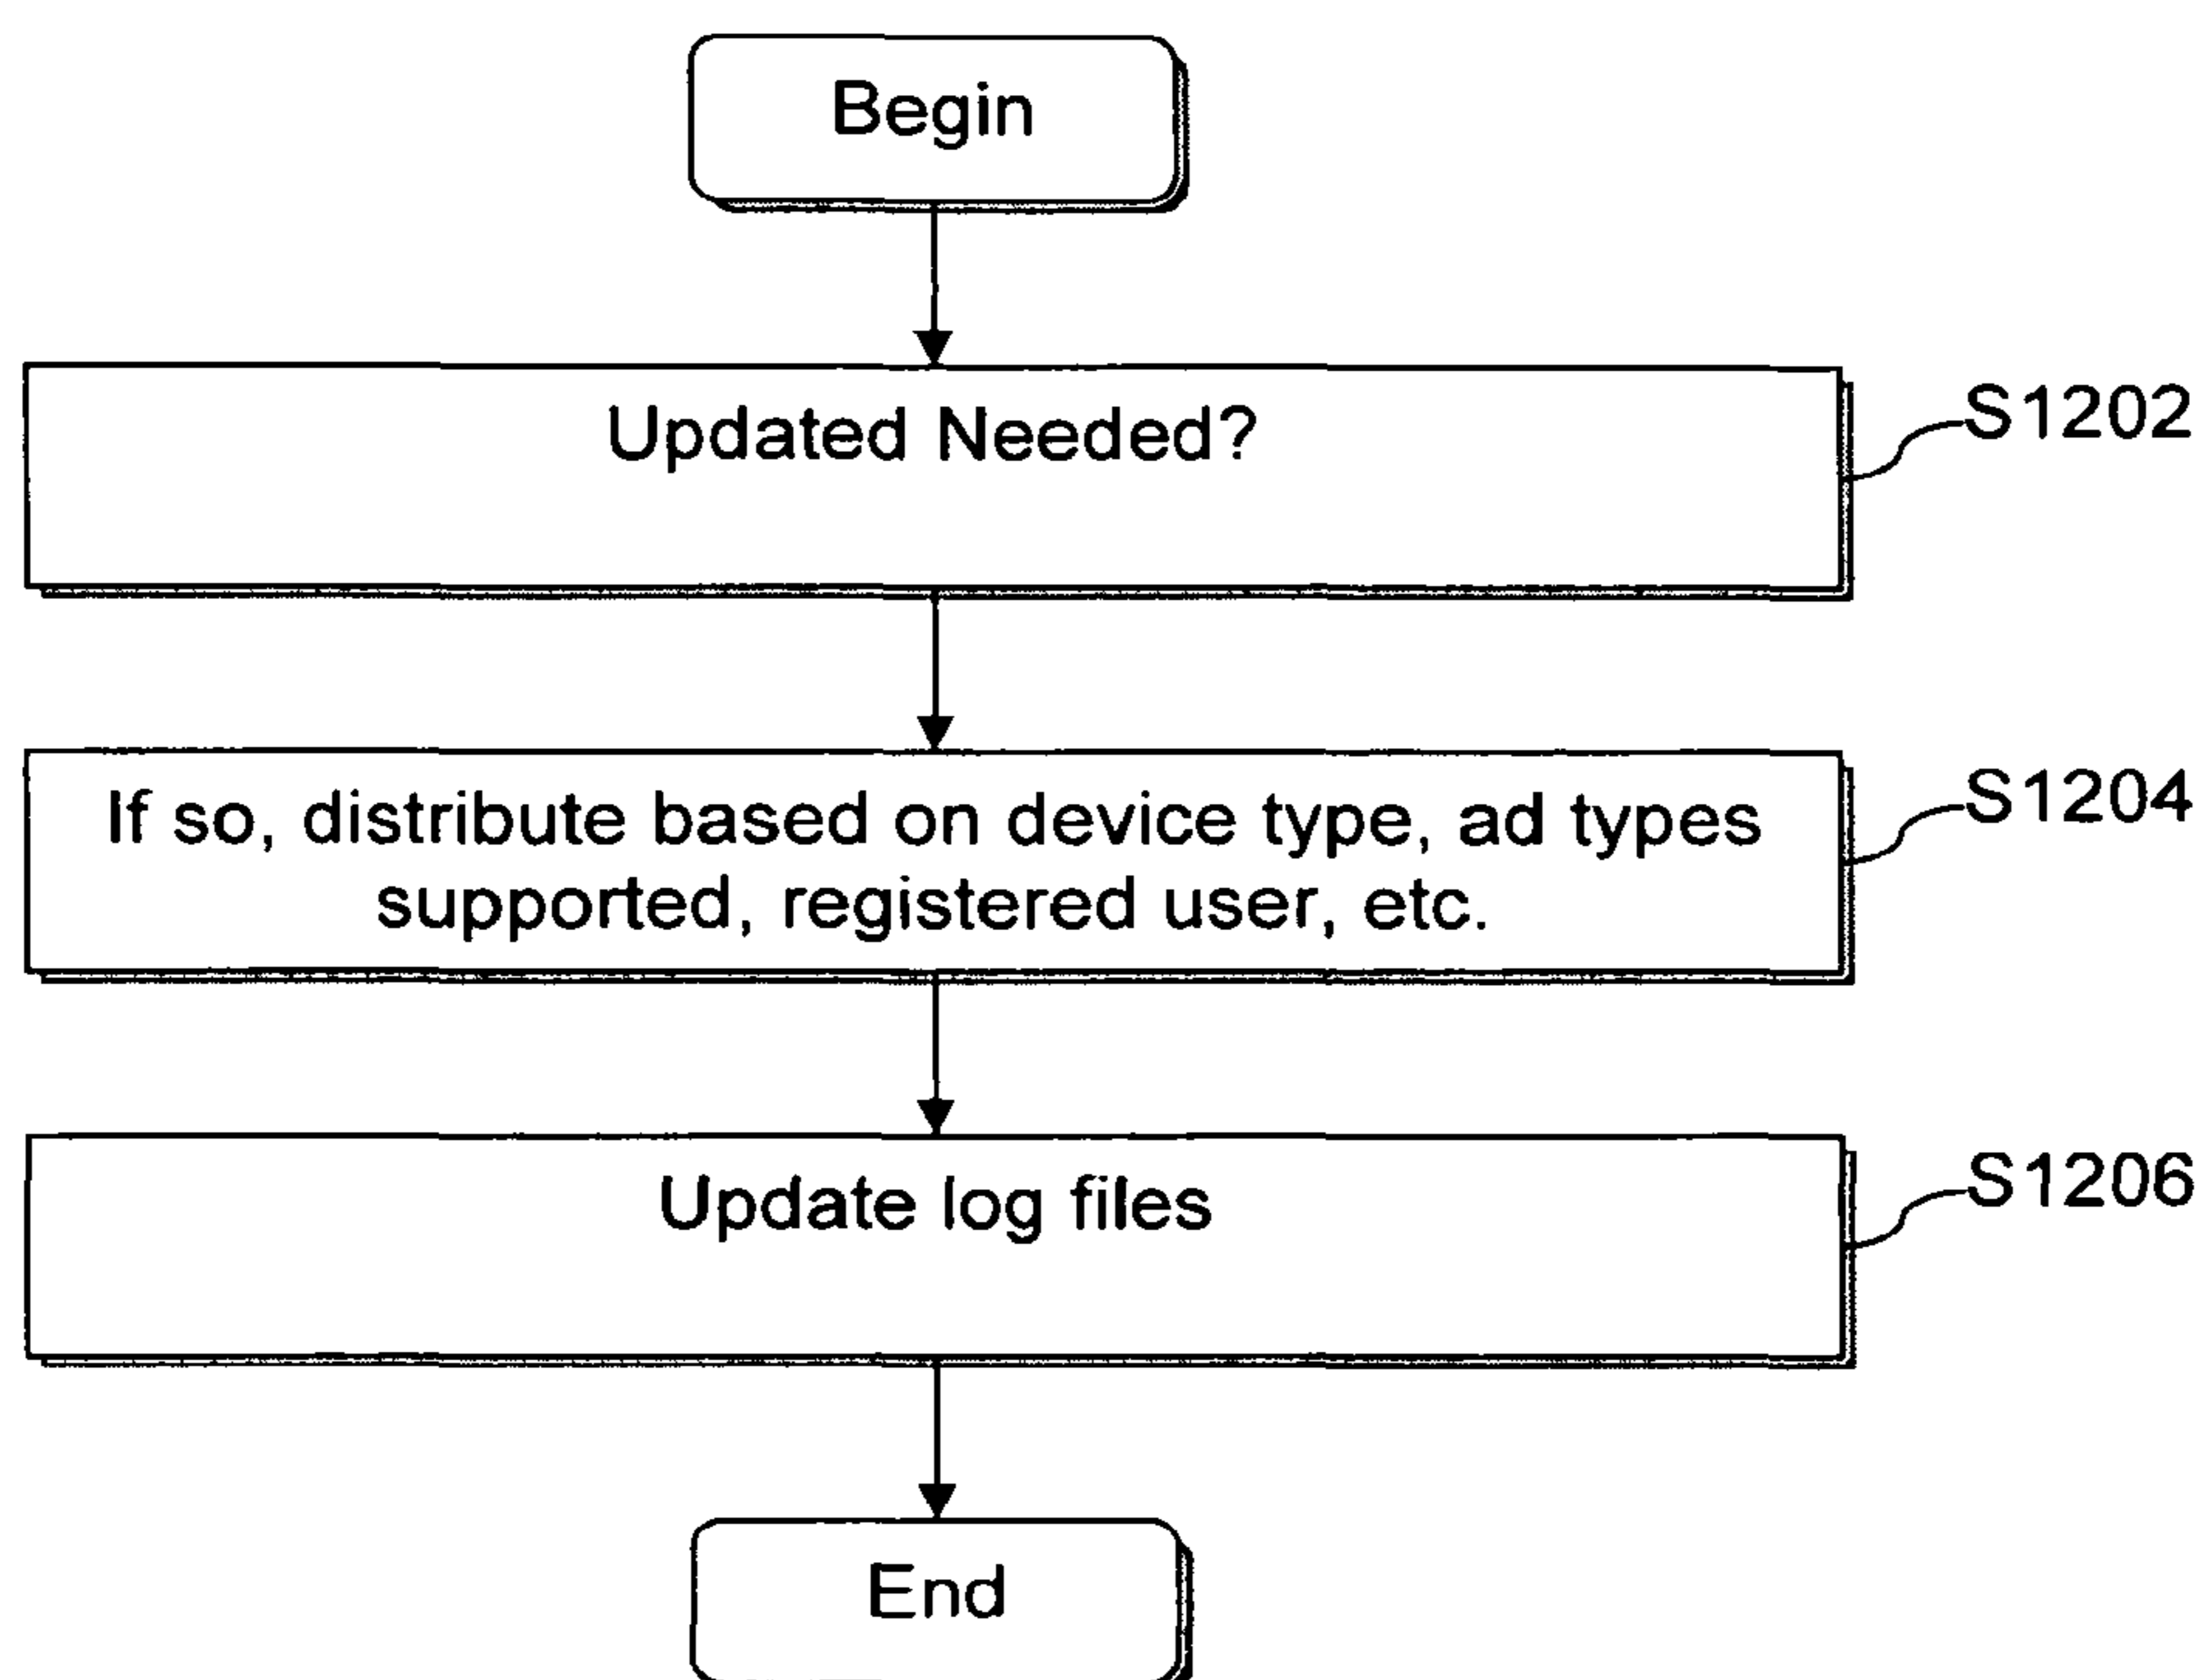 Begin
Updated Needed?
S1202
If so, distribute based on device type, ad types
supported, registered user, etc.
S1204
Update log files
S1206
End